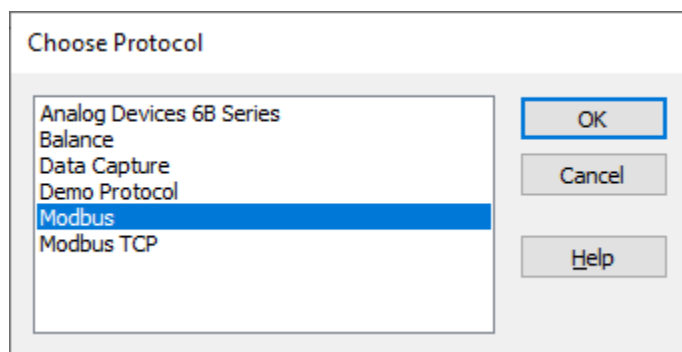 Choose Protocol
Analog Devices 6B Series
Balance
Data Capture
Demo Protocol
Modbus
Modbus TCP
OK
Cancel
Help